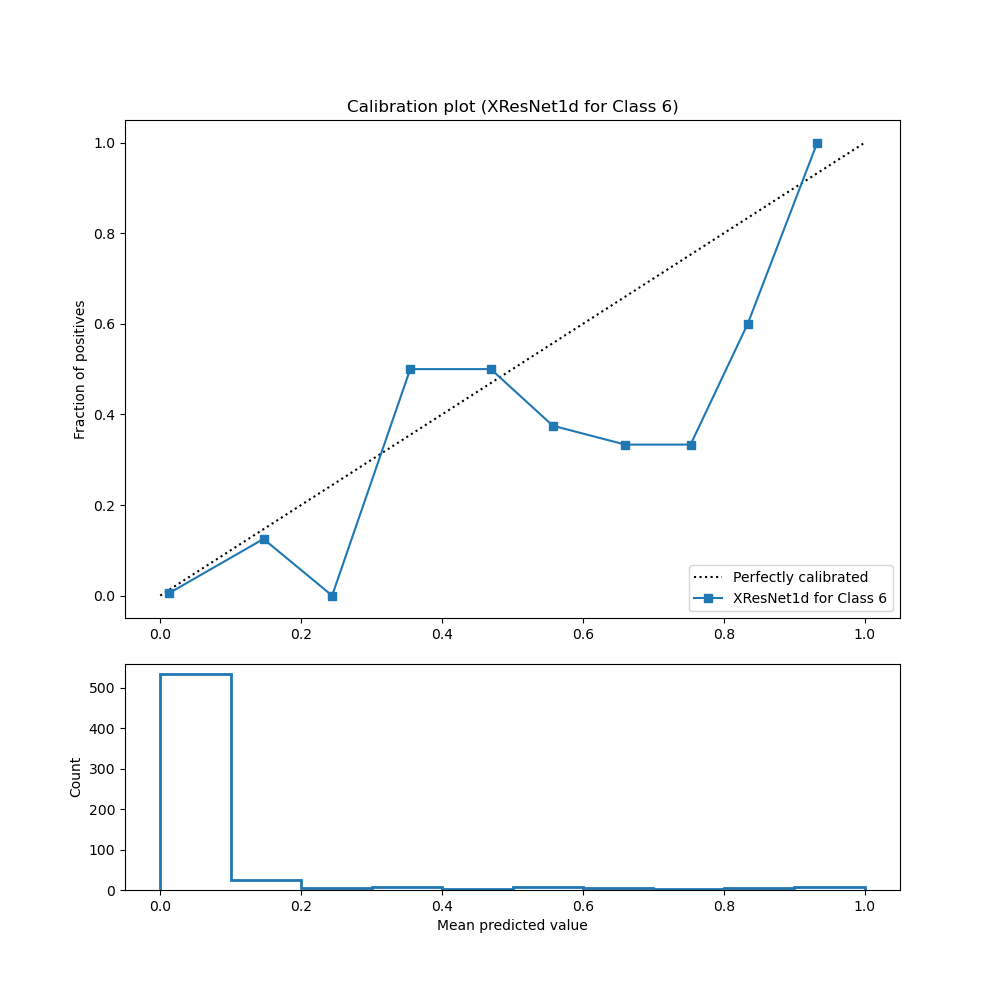 Calibration plot (XResNet1d for Class 6)
1.0
0.8
0.6
0.4
0.2
0.0
Fraction of positives
Perfectly calibrated
XResNet1d for Class 6
0.0 0.2 0.4 0.6 0.8 1.0
500
400
300
200
100
0
Count
0.0 0.2 0.4 0.6 0.8 1.0
Mean predicted value